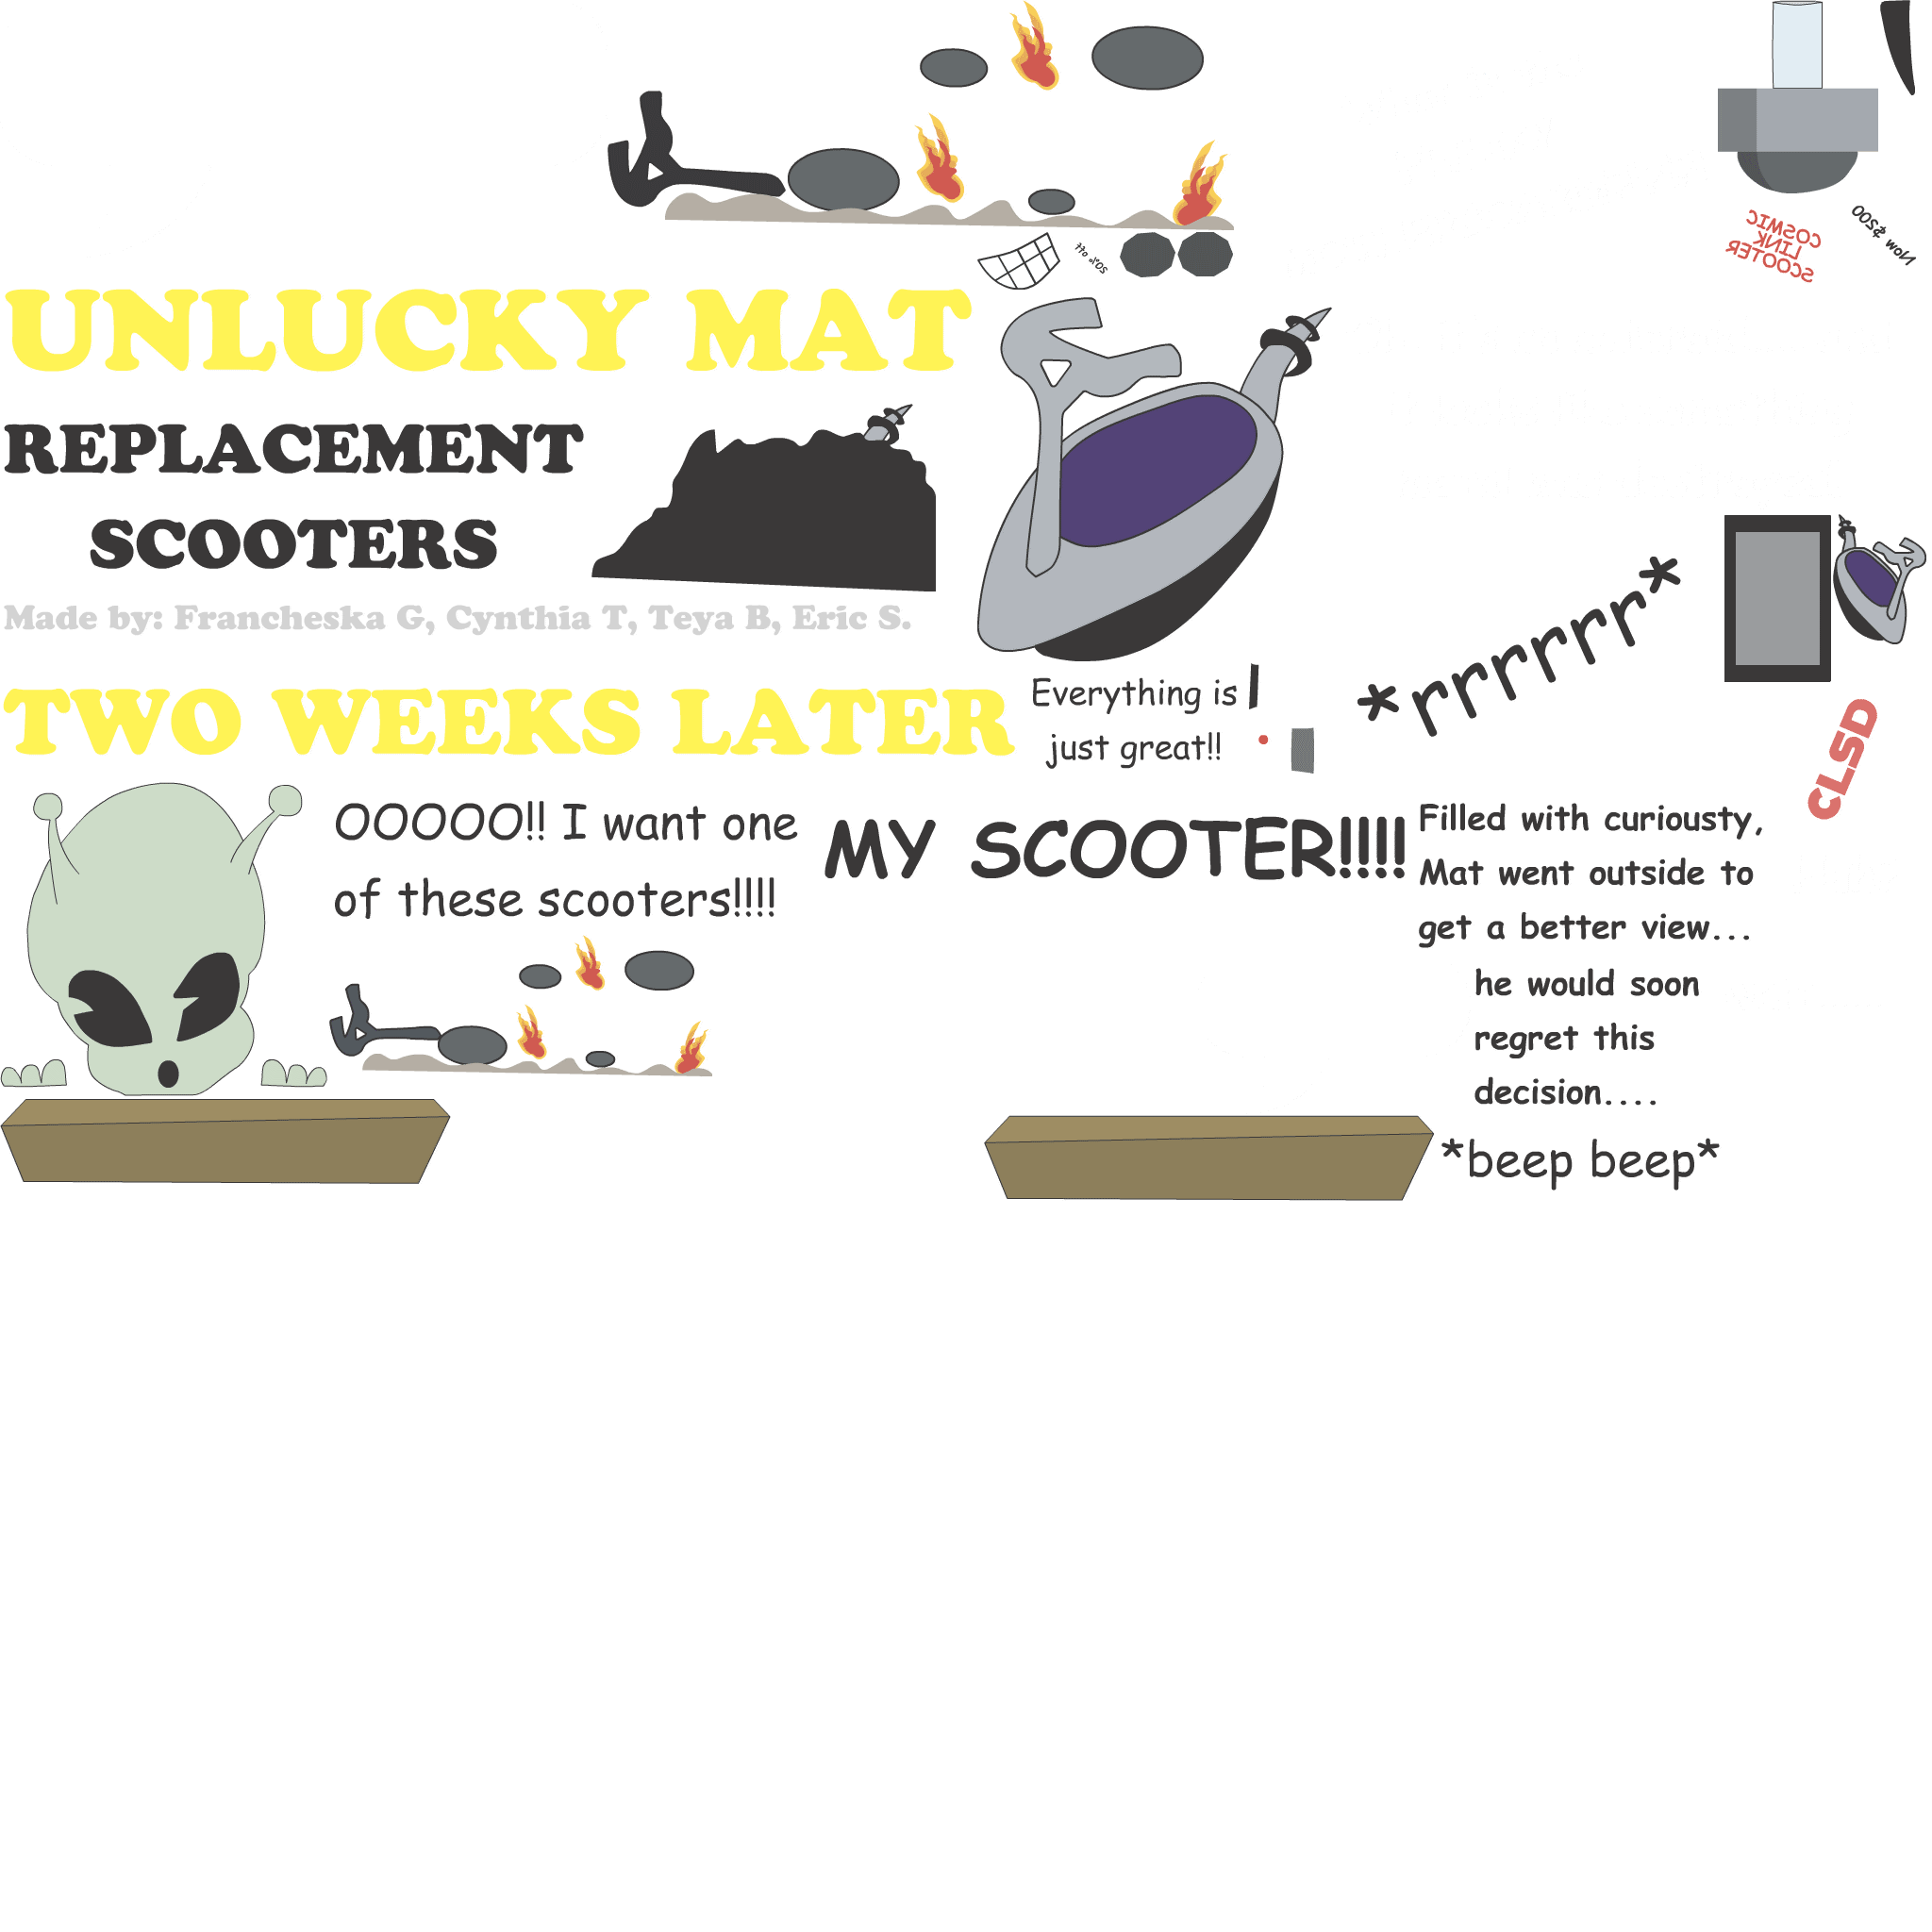 20% off
COSMIC
LINK
SCOOTER
Now $200
UNLUCKY MAT
REPLACEMENT
SCOOTERS
Made by: Francheska G, Cynthia T, Teya B, Eric S.
*rrrrrrr*
TWO WEEKS LATER
Everything is
just great!!
CLSD
OOOOO!! I want one
of these scooters!!!!
MY SCOOTER!!!!
Filled with curiousty,
Mat went outside to
get a better view...
he would soon
regret this
decision....
*beep beep*